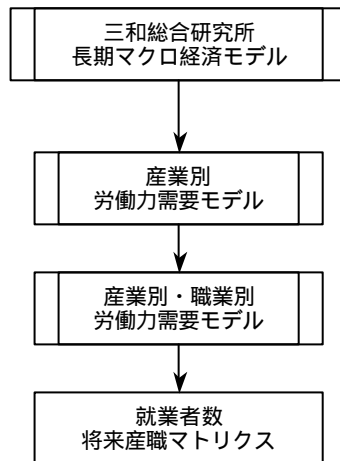 三和総合研究所
長期マクロ経済モデル
産業別
労働力需要モデル
産業別・職業別
労働力需要モデル
就業者数
将来産職マトリクス